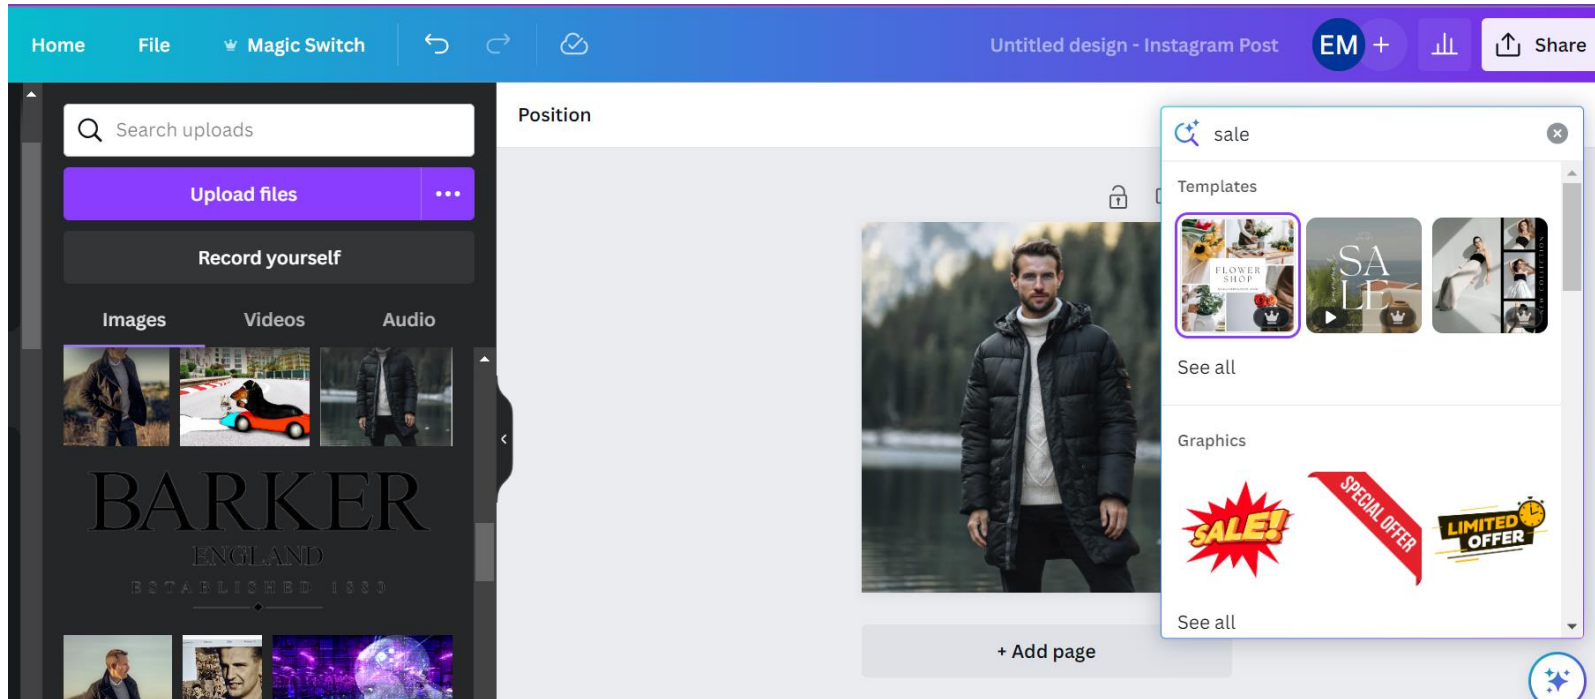 Home File Magic Switch
Untitled design - Instagram Post EM + Share
Search uploads
Upload files
Record yourself
Images Videos Audio
BARKER
ENGLAND
ESTABLISHED 1880
Position
+ Add page
sale
Templates
FLOWER
SHOP
SA
LE
NEW COLLECTION
See all
Graphics
SALE!
SPECIAL OFFER
LIMITED
OFFER
See all